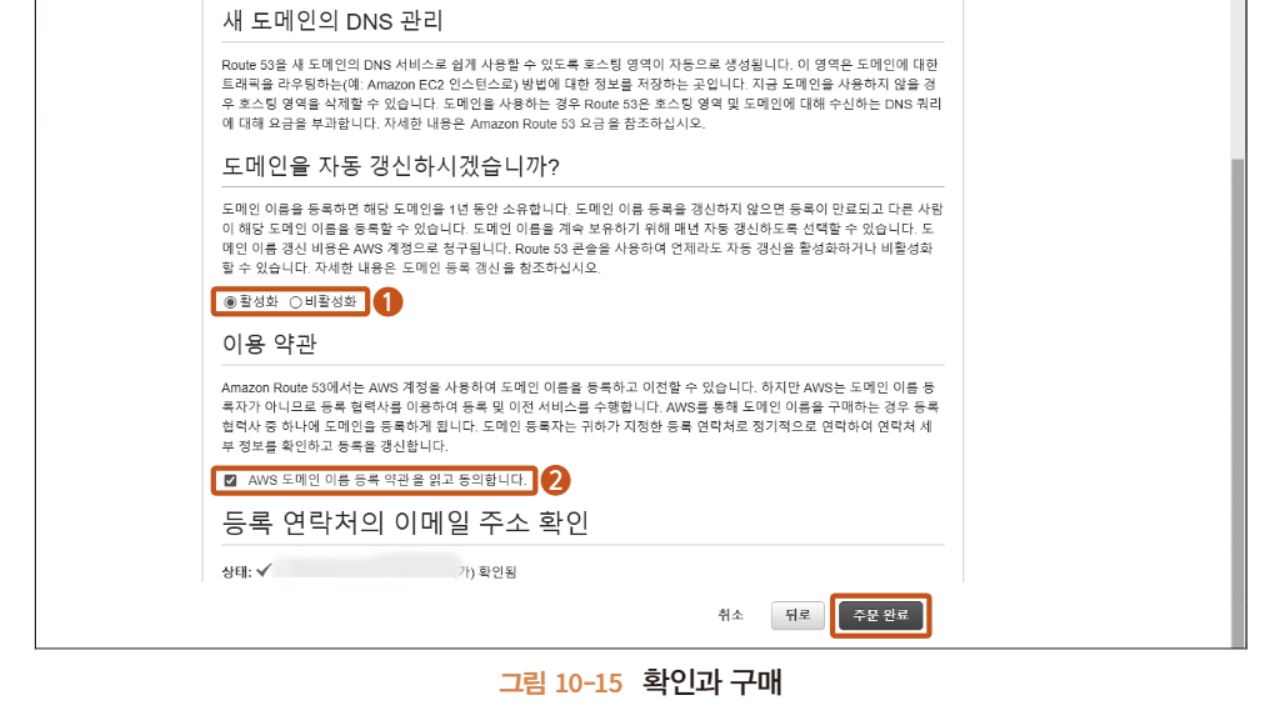 새 도메인의 DNS 관리
Route 53을 새 도메인의 DNS 서비스로 쉽게 사용할 수 있도록 호스팅 영역이 자동으로 생성됩니다. 이 영역은 도메인에 대한
트래픽을 라우팅하는(예: Amazon EC2 인스턴스로) 방법에 대한 정보를 저장하는 곳입니다. 지금 도메인을 사용하지 않을 경
우 호스팅 영역을 삭제할 수 있습니다. 도메인을 사용하는 경우 Route 53은 호스팅 영역 및 도메인에 대해 수신하는 DNS 쿼리
에 대해 요금을 부과합니다. 자세한 내용은 Amazon Route 53 요금을 참조하십시오.
도메인을 자동 갱신하시겠습니까?
도메인 이름을 등록하면 해당 도메인을 1년 동안 소유합니다. 도메인 이름 등록을 갱신하지 않으면 등록이 만료되고 다른 사람
이 해당 도메인 이름을 등록할 수 있습니다. 도메인 이름을 계속 보유하기 위해 매년 자동 갱신하도록 선택할 수 있습니다. 도
메인 이름 갱신 비용은 AWS 계정으로 청구됩니다. Route 53 콘솔을 사용하여 언제라도 자동 갱신을 활성화하거나 비활성화
할 수 있습니다. 자세한 내용은 도메인 등록 갱신을 참조하십시오.
활성화 비활성화 1
이용 약관
Amazon Route 53에서는 AWS 계정을 사용하여 도메인 이름을 등록하고 이전할 수 있습니다. 하지만 AWS는 도메인 이름 등
록자가 아니므로 등록 협력사를 이용하여 등록 및 이전 서비스를 수행합니다. AWS를 통해 도메인 이름을 구매하는 경우 등록
협력사 중 하나에 도메인을 등록하게 됩니다. 도메인 등록자는 귀하가 지정한 등록 연락처로 정기적으로 연락하여 연락처 세
부 정보를 확인하고 등록을 갱신합니다.
AWS 도메인 이름 등록 약관을 읽고 동의합니다. 2
등록 연락처의 이메일 주소 확인
상태: ✔ 가) 확인됨
취소 뒤로 주문 완료
그림 10-15 확인과 구매